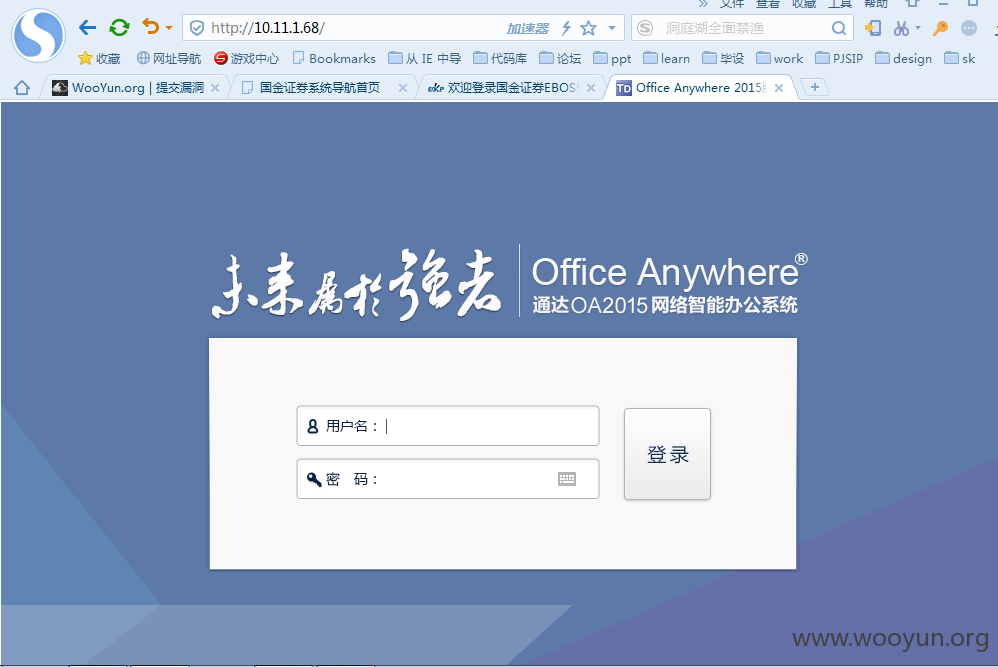 文件 查看 收藏 工具 帮助
http://10.11.1.68/ 加速器 洞庭湖全面禁渔
收藏 网址导航 游戏中心 Bookmarks 从 IE 中导 代码库 论坛 ppt learn 毕设 work PJSIP design sk
WooYun.org | 提交漏洞 国金证券系统导航首页 欢迎登录国金证券EBOSS Office Anywhere 2015版
未来属於強者
Office Anywhere®
通达OA2015 网络智能办公系统
用户名：
密 码：
登录
www.wooyun.org